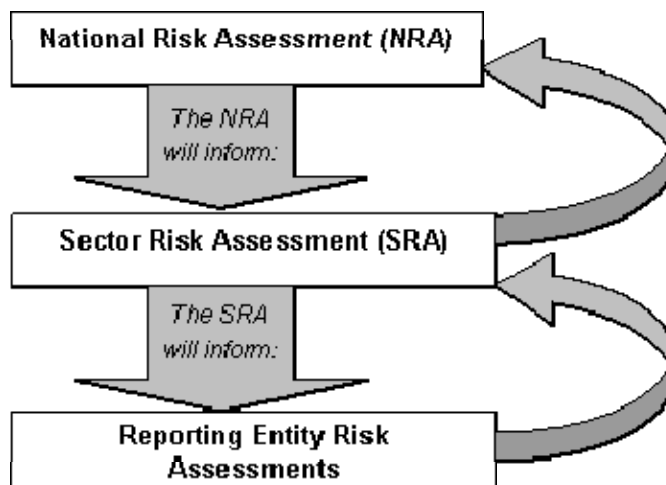 National Risk Assessment (NRA)
The NRA
will inform:
Sector Risk Assessment (SRA)
The SRA
will inform:
Reporting Entity Risk
Assessments